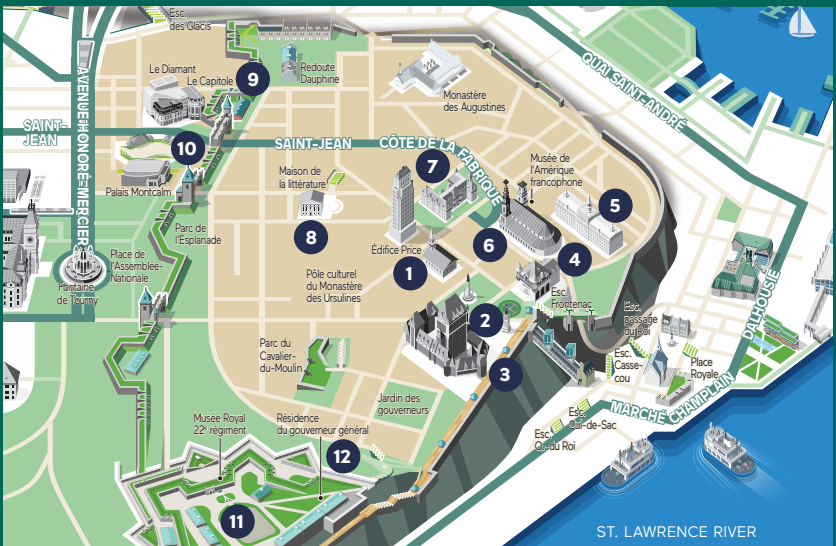 Esc.
des Glacis
Le Diamant
Le Capitole
9
Redoute
Dauphine
Monastère
des Augustines
QUAI SAINT-ANDRÉ
AVENUE HONORÉ-MERCIER
SAINT-
JEAN
10
SAINT-JEAN
CÔTE DE LA FABRIQUE
7
Musée de
l'Amérique
francophone
5
Palais Montcalm
Maison de
la littérature
8
Parc de
l'Esplanade
Édifice Price
1
6
4
Place de
l'Assemblée-
Nationale
Fontaine
de Tourny
Pôle culturel
du Monastère
des Ursulines
Esc.
Frontenac
2
Esc.
passage
du Roi
DALHOUSIE
Parc du
Cavalier-
du-Moulin
3
Esc.
Casse-
cou
Place
Royale
Jardin des
gouverneurs
MARCHÉ CHAMPLAIN
Esc.
Cul-de-Sac
Esc.
Q. du Roi
Musée Royal
22e régiment
Résidence
du gouverneur général
12
11
ST. LAWRENCE RIVER